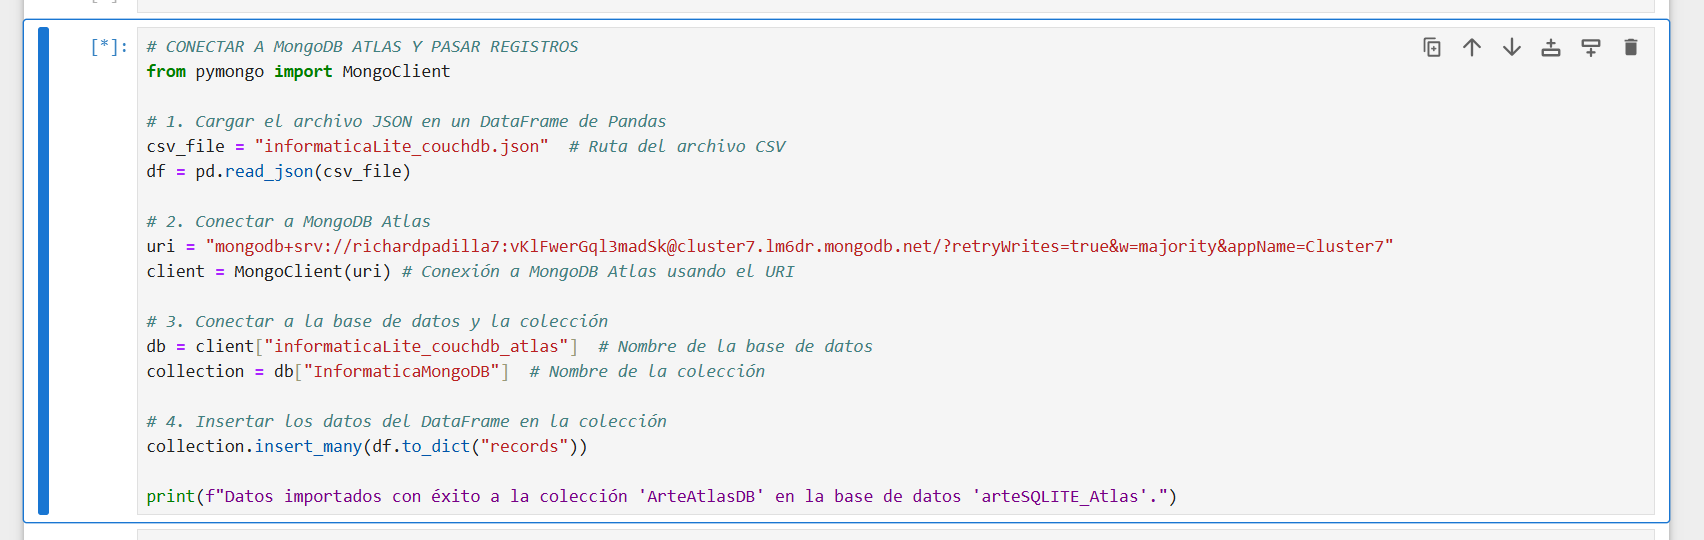 [*]:
# CONECTAR A MongoDB ATLAS Y PASAR REGISTROS
from pymongo import MongoClient
# 1. Cargar el archivo JSON en un DataFrame de Pandas
csv_file = "informaticaLite_couchdb.json"  # Ruta del archivo CSV
df = pd.read_json(csv_file)
# 2. Conectar a MongoDB Atlas
uri = "mongodb+srv://richardpadilla7:vKlFwerGql3madSk@cluster7.lm6dr.mongodb.net/?retryWrites=true&w=majority&appName=Cluster7"
client = MongoClient(uri) # Conexión a MongoDB Atlas usando el URI
# 3. Conectar a la base de datos y la colección
db = client["informaticaLite_couchdb_atlas"]  # Nombre de la base de datos
collection = db["InformaticaMongoDB"]  # Nombre de la colección
# 4. Insertar los datos del DataFrame en la colección
collection.insert_many(df.to_dict("records"))
print(f"Datos importados con éxito a la colección 'ArteAtlasDB' en la base de datos 'arteSQLITE_Atlas'.")